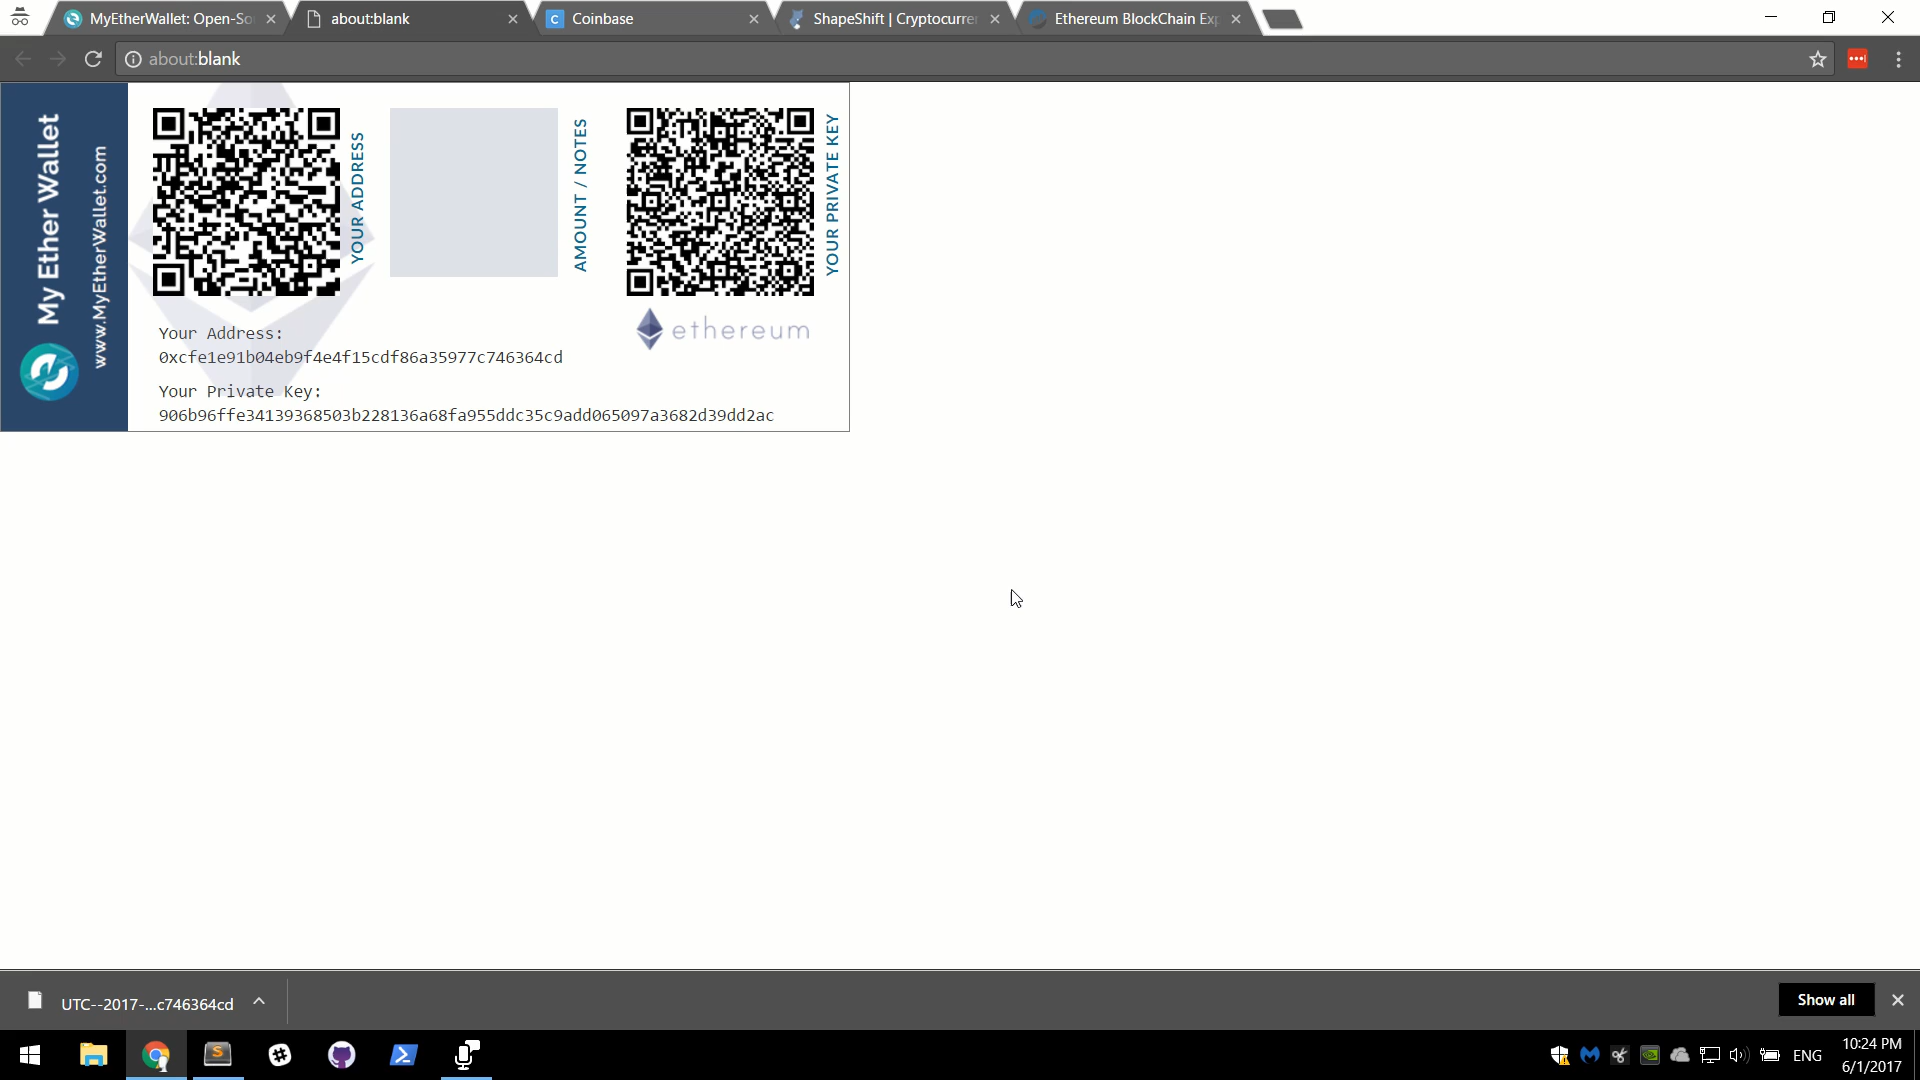 MyEtherWallet: Open-So
about:blank
Coinbase
ShapeShift | Cryptocurre
Ethereum BlockChain Exp
about:blank
My Ether Wallet
www.MyEtherWallet.com
YOUR ADDRESS
AMOUNT / NOTES
YOUR PRIVATE KEY
ethereum
Your Address:
0xcfe1e91b04eb9f4e4f15cdf86a35977c746364cd
Your Private Key:
906b96ffe34139368503b228136a68fa955ddc35c9add065097a3682d39dd2ac
UTC--2017-...c746364cd
Show all
ENG
10:24 PM
6/1/2017